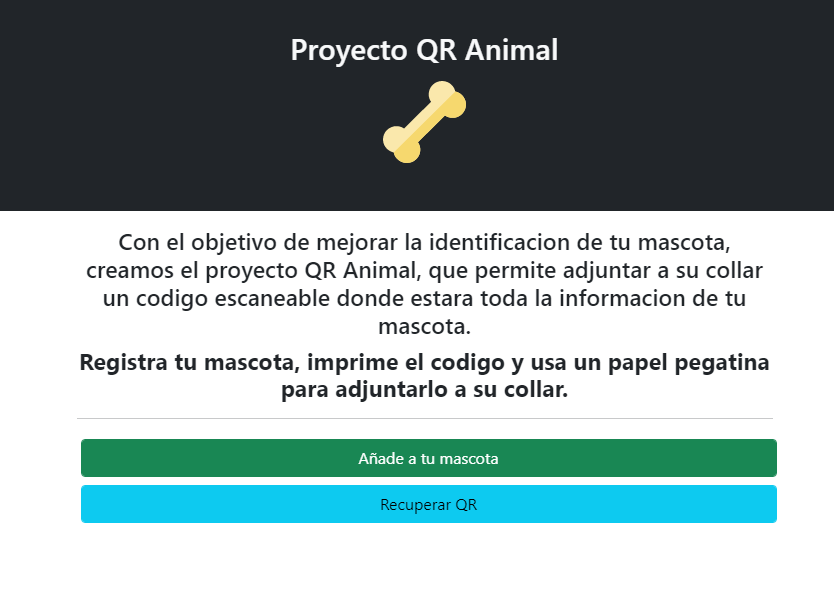 Proyecto QR Animal
Con el objetivo de mejorar la identificacion de tu mascota,
creamos el proyecto QR Animal, que permite adjuntar a su collar
un codigo escaneable donde estara toda la informacion de tu
mascota.
Registra tu mascota, imprime el codigo y usa un papel pegatina
para adjuntarlo a su collar.
Añade a tu mascota
Recuperar QR